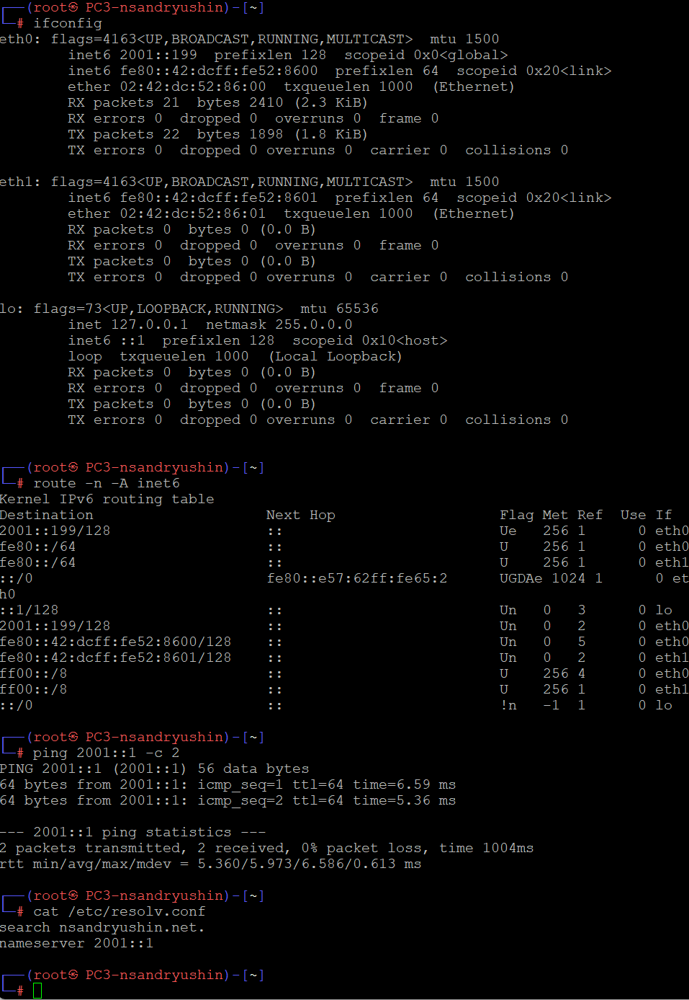 ┌──(root㉿ PC3-nsandryushin)-[~]
└─# ifconfig
eth0: flags=4163<UP,BROADCAST,RUNNING,MULTICAST>  mtu 1500
        inet6 2001::199  prefixlen 128  scopeid 0x0<global>
        inet6 fe80::42:dcff:fe52:8600  prefixlen 64  scopeid 0x20<link>
        ether 02:42:dc:52:86:00  txqueuelen 1000  (Ethernet)
        RX packets 21  bytes 2410 (2.3 KiB)
        RX errors 0  dropped 0  overruns 0  frame 0
        TX packets 22  bytes 1898 (1.8 KiB)
        TX errors 0  dropped 0 overruns 0  carrier 0  collisions 0

eth1: flags=4163<UP,BROADCAST,RUNNING,MULTICAST>  mtu 1500
        inet6 fe80::42:dcff:fe52:8601  prefixlen 64  scopeid 0x20<link>
        ether 02:42:dc:52:86:01  txqueuelen 1000  (Ethernet)
        RX packets 0  bytes 0 (0.0 B)
        RX errors 0  dropped 0  overruns 0  frame 0
        TX packets 0  bytes 0 (0.0 B)
        TX errors 0  dropped 0 overruns 0  carrier 0  collisions 0

lo: flags=73<UP,LOOPBACK,RUNNING>  mtu 65536
        inet 127.0.0.1  netmask 255.0.0.0
        inet6 ::1  prefixlen 128  scopeid 0x10<host>
        loop  txqueuelen 1000  (Local Loopback)
        RX packets 0  bytes 0 (0.0 B)
        RX errors 0  dropped 0  overruns 0  frame 0
        TX packets 0  bytes 0 (0.0 B)
        TX errors 0  dropped 0 overruns 0  carrier 0  collisions 0

┌──(root㉿ PC3-nsandryushin)-[~]
└─# route -n -A inet6
Kernel IPv6 routing table
Destination                    Next Hop                   Flag Met Ref  Use If
2001::199/128                  ::                         Ue   256 1      0 eth0
fe80::/64                      ::                         U    256 1      0 eth0
fe80::/64                      ::                         U    256 1      0 eth1
::/0                           fe80::e57:62ff:fe65:2      UGDAe 1024 1      0 et
h0
::1/128                        ::                         Un   0   3      0 lo
2001::199/128                  ::                         Un   0   2      0 eth0
fe80::42:dcff:fe52:8600/128    ::                         Un   0   5      0 eth0
fe80::42:dcff:fe52:8601/128    ::                         Un   0   2      0 eth1
ff00::/8                       ::                         U    256 4      0 eth0
ff00::/8                       ::                         U    256 1      0 eth1
::/0                           ::                         !n   -1  1      0 lo

┌──(root㉿ PC3-nsandryushin)-[~]
└─# ping 2001::1 -c 2
PING 2001::1 (2001::1) 56 data bytes
64 bytes from 2001::1: icmp_seq=1 ttl=64 time=6.59 ms
64 bytes from 2001::1: icmp_seq=2 ttl=64 time=5.36 ms

--- 2001::1 ping statistics ---
2 packets transmitted, 2 received, 0% packet loss, time 1004ms
rtt min/avg/max/mdev = 5.360/5.973/6.586/0.613 ms

┌──(root㉿ PC3-nsandryushin)-[~]
└─# cat /etc/resolv.conf
search nsandryushin.net.
nameserver 2001::1

┌──(root㉿ PC3-nsandryushin)-[~]
└─#